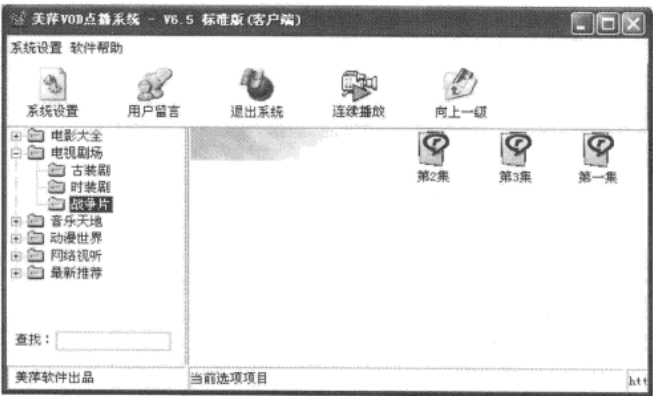 美萍VOD点播系统 - V6.5 标准版(客户端)
系统设置 软件帮助
系统设置 用户留言 退出系统 连续播放 向上一级
电影大全
电视剧场
古装剧
时装剧
战争片
音乐天地
动漫世界
网络视听
最新推荐
第2集 第3集 第一集
查找：
美萍软件出品 当前选项项目 htt